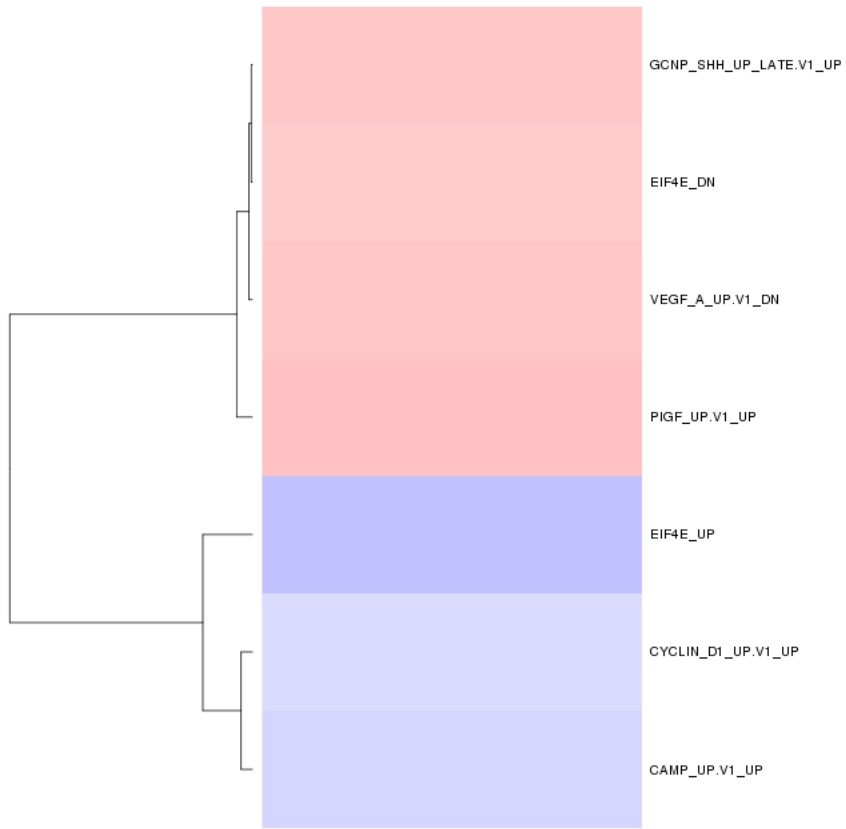 GCNP_SHH_UP_LATE.V1_UP
EIF4E_DN
VEGF_A_UP.V1_DN
PIGF_UP.V1_UP
EIF4E_UP
CYCLIN_D1_UP.V1_UP
CAMP_UP.V1_UP